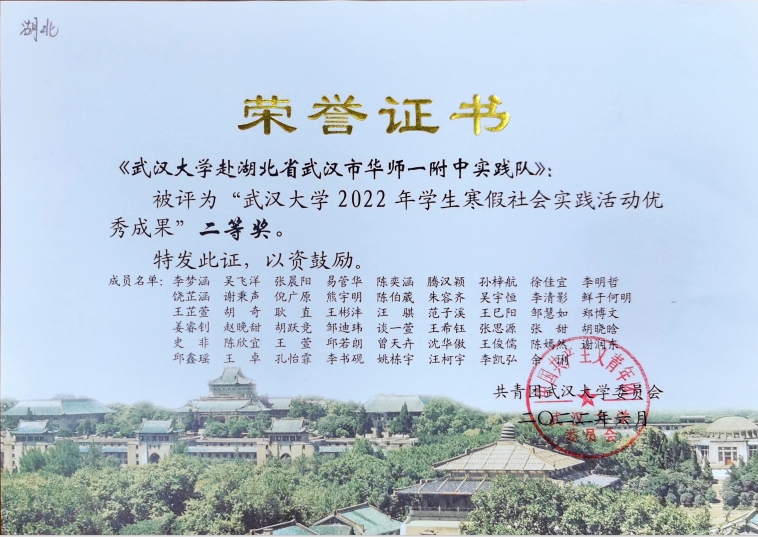 湖北
荣誉证书
《武汉大学赴湖北省武汉市华师一附中实践队》：
被评为“武汉大学 2022 年学生寒假社会实践活动优
秀成果”二等奖。
特发此证，以资鼓励。
成员名单：李梦涵 吴飞洋 张晨阳 易管华 陈奕涵 腾汉颖 孙梓航 徐佳宜 李明哲
饶芷涵 谢秉声 倪广原 熊宇明 陈伯葳 朱容齐 吴宇恒 李清影 鲜于何明
王芷萱 胡奇 耿直 王彬沣 汪骐 范子溪 王巳阳 邹慧如 郑博文
姜睿钊 赵晚甜 胡跃竞 邹迪玮 谈一萱 王希钰 张思源 张甜 胡晓晗
史非 陈欣宜 王萱 邱若朗 曾天卉 沈华傲 王俊儒 陈嫣然 谢润东
邱鑫瑶 王卓 孔怡霏 李书砚 姚栋宇 汪柯宇 李凯弘 余
共青团武汉大学委员会
二〇二二年六月